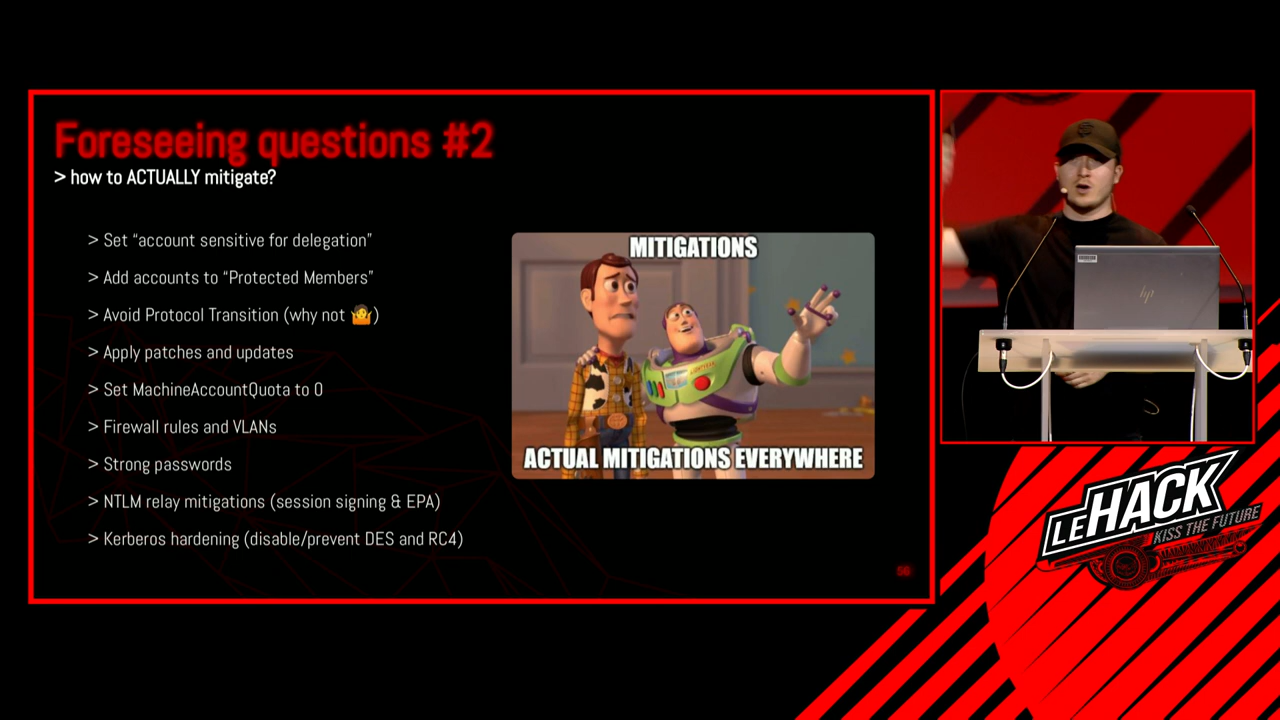 Foreseeing questions #2
> how to ACTUALLY mitigate?
> Set “account sensitive for delegation”
> Add accounts to “Protected Members”
> Avoid Protocol Transition (why not 🤷)
> Apply patches and updates
> Set MachineAccountQuota to 0
> Firewall rules and VLANs
> Strong passwords
> NTLM relay mitigations (session signing & EPA)
> Kerberos hardening (disable/prevent DES and RC4)
MITIGATIONS
ACTUAL MITIGATIONS EVERYWHERE
56
hp
LEHACK
KISS THE FUTURE